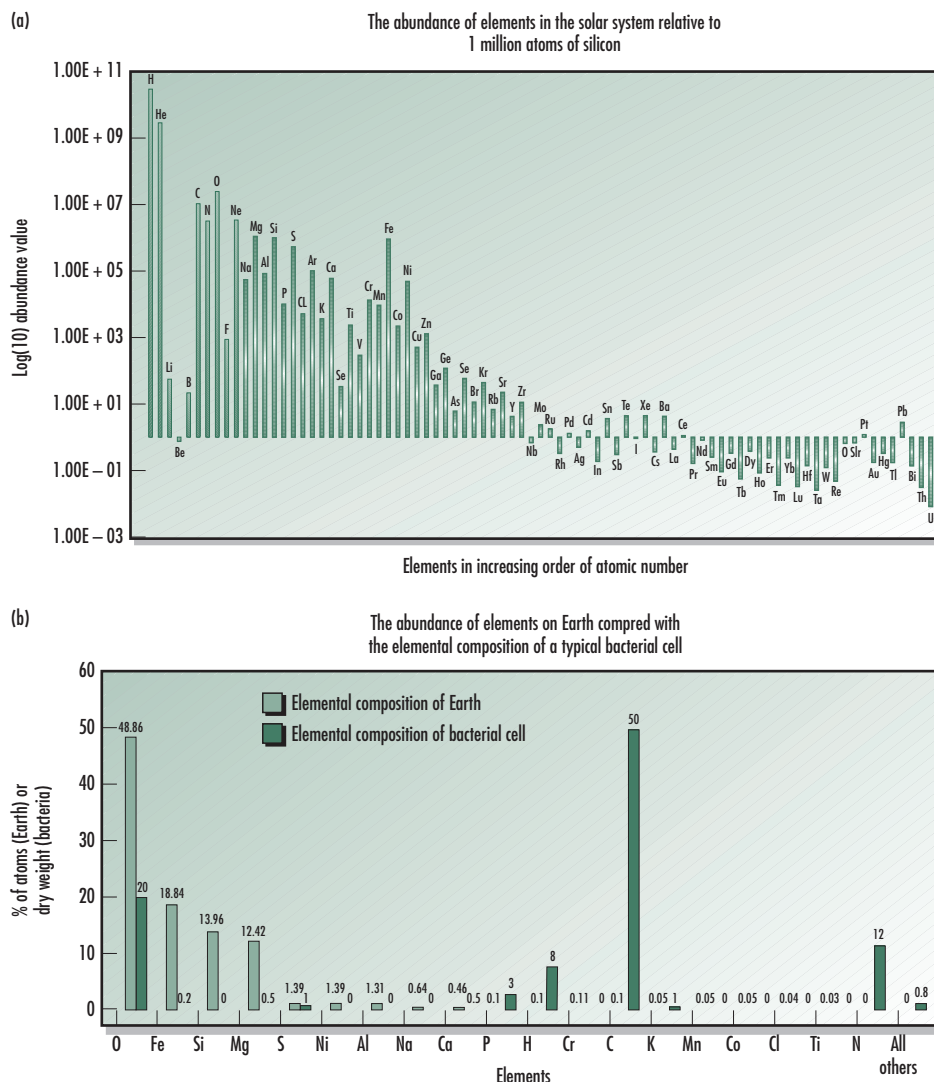 (a)
The abundance of elements in the solar system relative to
1 million atoms of silicon
Log(10) abundance value
1.00E + 11
1.00E + 09
1.00E + 07
1.00E + 05
1.00E + 03
1.00E + 01
1.00E – 01
1.00E – 03
H He Li Be B C N O F Ne Na Mg Al Si P S CL Ar K Ca Se Ti V Cr Mn Fe Co Ni Cu Zn Ga Ge As Se Br Kr Rb Sr Y Zr Nb Mo Ru Rh Pd Ag Cd In Sn Sb Te I Xe Cs Ba La Ce Pr Nd Sm Eu Gd Tb Dy Ho Er Tm Yb Lu Hf Ta W Re O Slr Pt Au Hg Tl Pb Bi Th U
Elements in increasing order of atomic number
(b)
The abundance of elements on Earth compred with
the elemental composition of a typical bacterial cell
% of atoms (Earth) or
dry weight (bacteria)
60
50
40
30
20
10
0
Elemental composition of Earth
Elemental composition of bacterial cell
48.86 20 18.84 0.2 13.96 0 12.42 0.5 1.39 1 1.39 0 1.31 0 0.64 0 0.46 0.5 0.1 3 0.1 8 0.11 0 0.1 50 0.05 1 0.05 0 0.05 0 0.04 0 0.03 0 0 12 0 0.8
O Fe Si Mg S Ni Al Na Ca P H Cr C K Mn Co Cl Ti N All
others
Elements